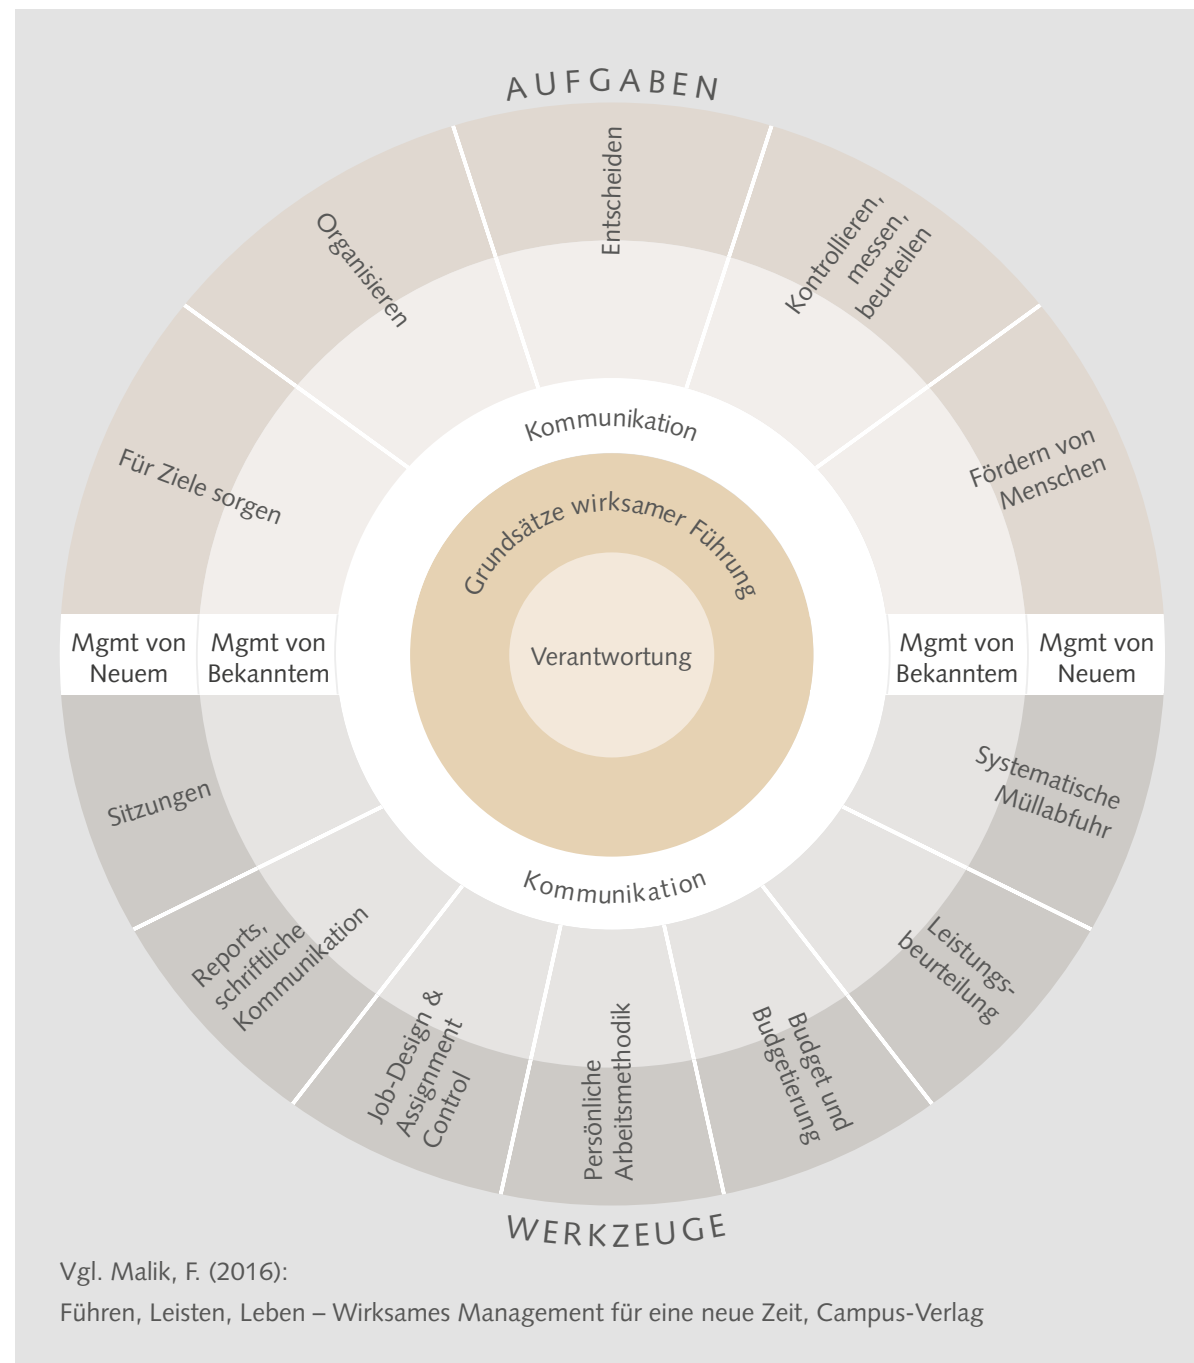 AUFGABEN
Entscheiden
Organisieren
Kontrollieren,
messen,
beurteilen
Für Ziele sorgen
Fördern von
Menschen
Kommunikation
Grundsätze wirksamer Führung
Verantwortung
Mgmt von
Neuem
Mgmt von
Bekanntem
Mgmt von
Bekanntem
Mgmt von
Neuem
Sitzungen
Systematische
Müllabfuhr
Kommunikation
Reports,
schriftliche
Kommunikation
Leistungs-
beurteilung
Job-Design &
Assignment
Control
Persönliche
Arbeitsmethodik
Budget und
Budgetierung
WERKZEUGE
Vgl. Malik, F. (2016):
Führen, Leisten, Leben – Wirksames Management für eine neue Zeit, Campus-Verlag